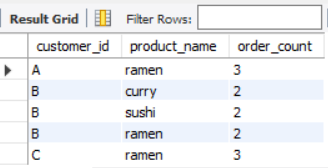 Result Grid Filter Rows:
customer_id product_name order_count
A ramen 3
B curry 2
B sushi 2
B ramen 2
C ramen 3